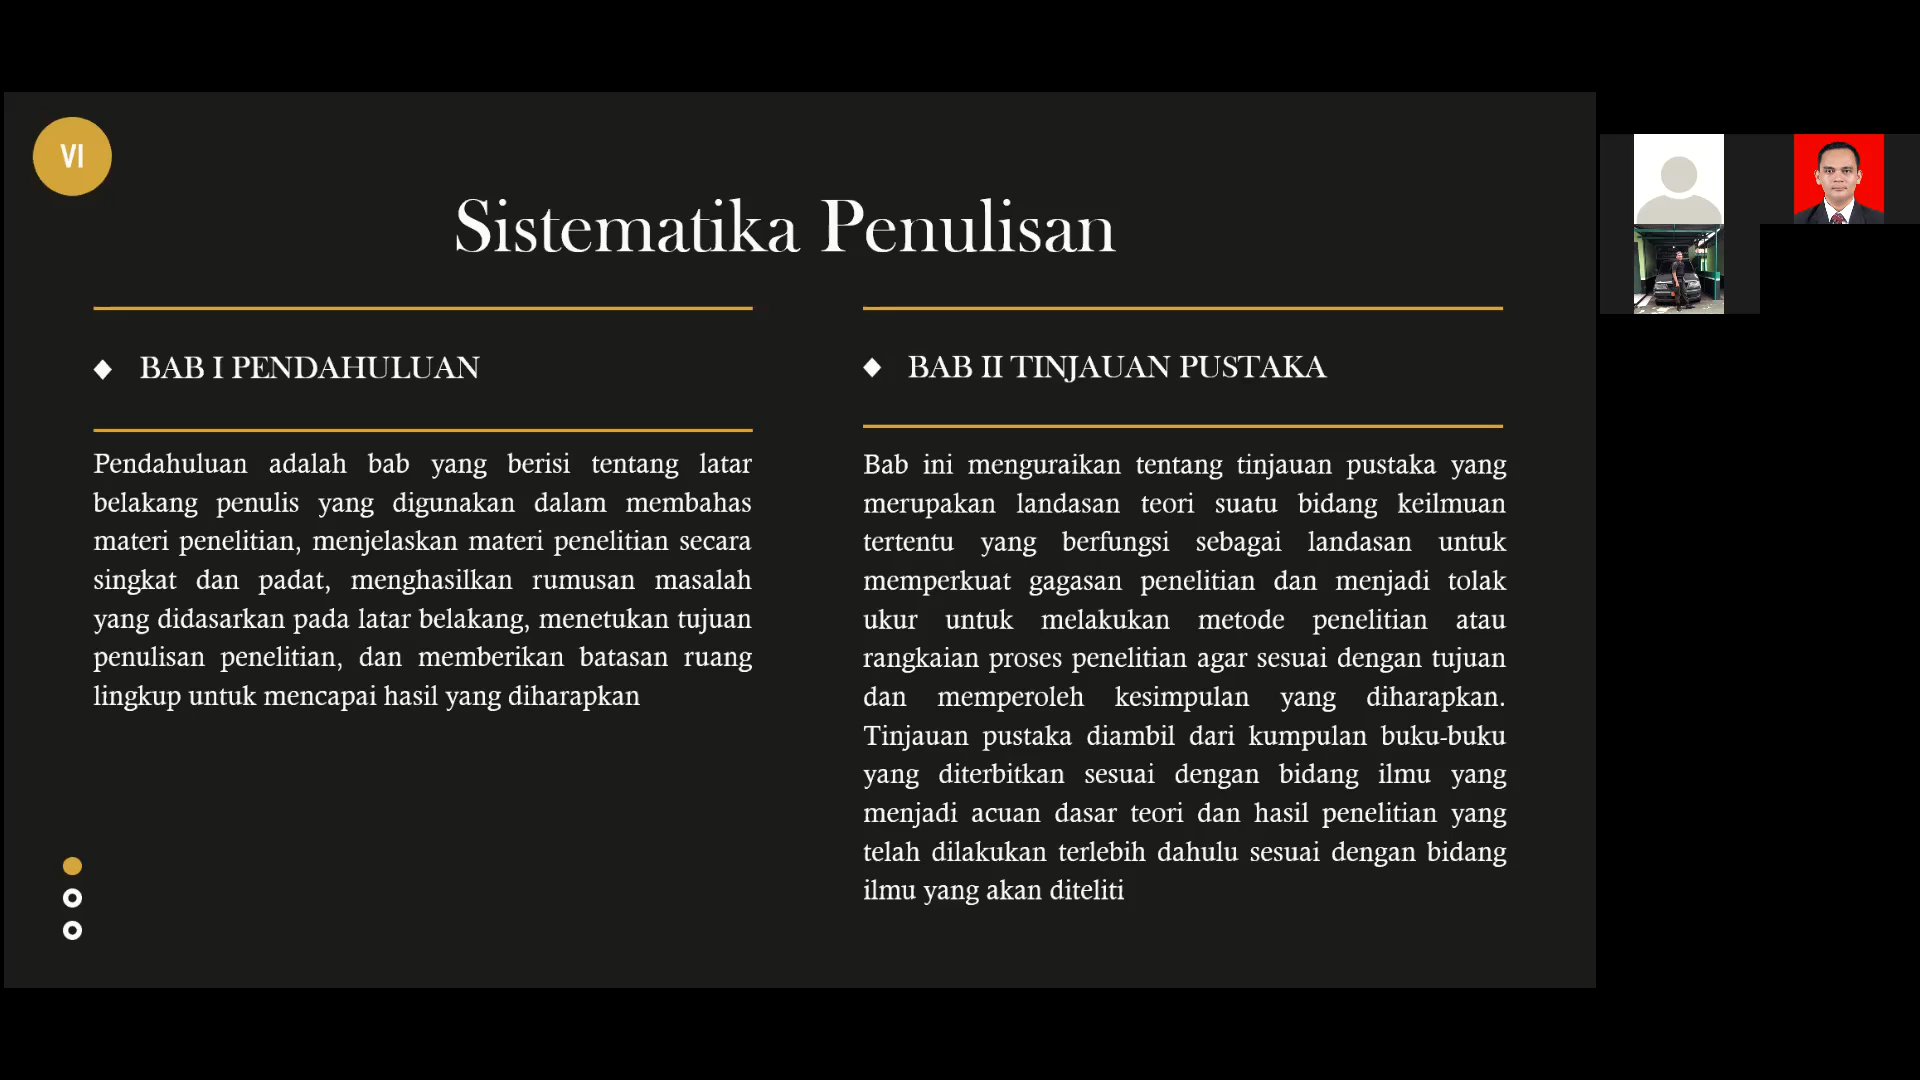 VI
Sistematika Penulisan
BAB I PENDAHULUAN
Pendahuluan adalah bab yang berisi tentang latar
belakang penulis yang digunakan dalam membahas
materi penelitian, menjelaskan materi penelitian secara
singkat dan padat, menghasilkan rumusan masalah
yang didasarkan pada latar belakang, menetukan tujuan
penulisan penelitian, dan memberikan batasan ruang
lingkup untuk mencapai hasil yang diharapkan
BAB II TINJAUAN PUSTAKA
Bab ini menguraikan tentang tinjauan pustaka yang
merupakan landasan teori suatu bidang keilmuan
tertentu yang berfungsi sebagai landasan untuk
memperkuat gagasan penelitian dan menjadi tolak
ukur untuk melakukan metode penelitian atau
rangkaian proses penelitian agar sesuai dengan tujuan
dan memperoleh kesimpulan yang diharapkan.
Tinjauan pustaka diambil dari kumpulan buku-buku
yang diterbitkan sesuai dengan bidang ilmu yang
menjadi acuan dasar teori dan hasil penelitian yang
telah dilakukan terlebih dahulu sesuai dengan bidang
ilmu yang akan diteliti